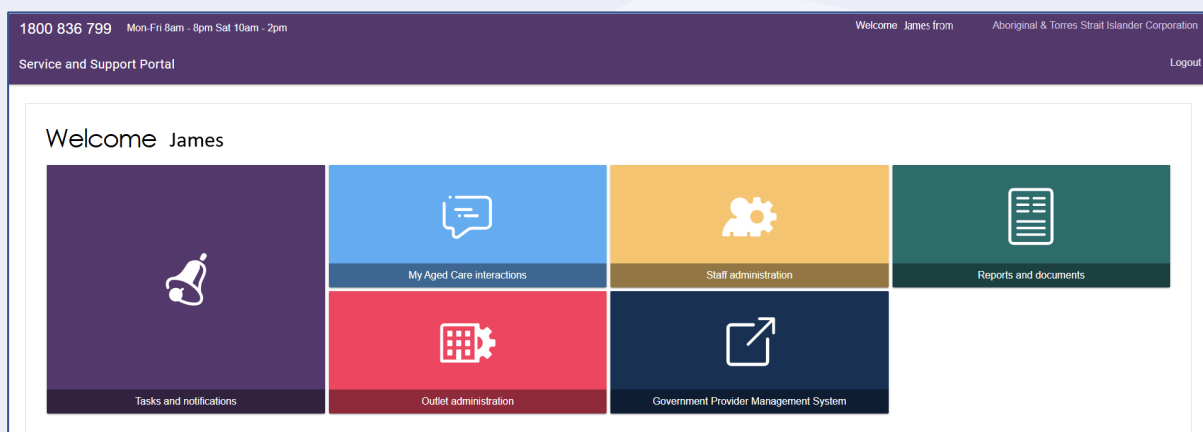 1800 836 799 Mon-Fri 8am - 8pm Sat 10am - 2pm Welcome James from Aboriginal & Torres Strait Islander Corporation
Service and Support Portal Logout
Welcome James
My Aged Care interactions Staff administration Reports and documents
Tasks and notifications Outlet administration Government Provider Management System